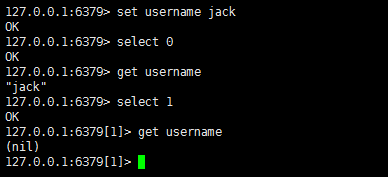 127.0.0.1:6379> set username jack
OK
127.0.0.1:6379> select 0
OK
127.0.0.1:6379> get username
"jack"
127.0.0.1:6379> select 1
OK
127.0.0.1:6379[1]> get username
(nil)
127.0.0.1:6379[1]>